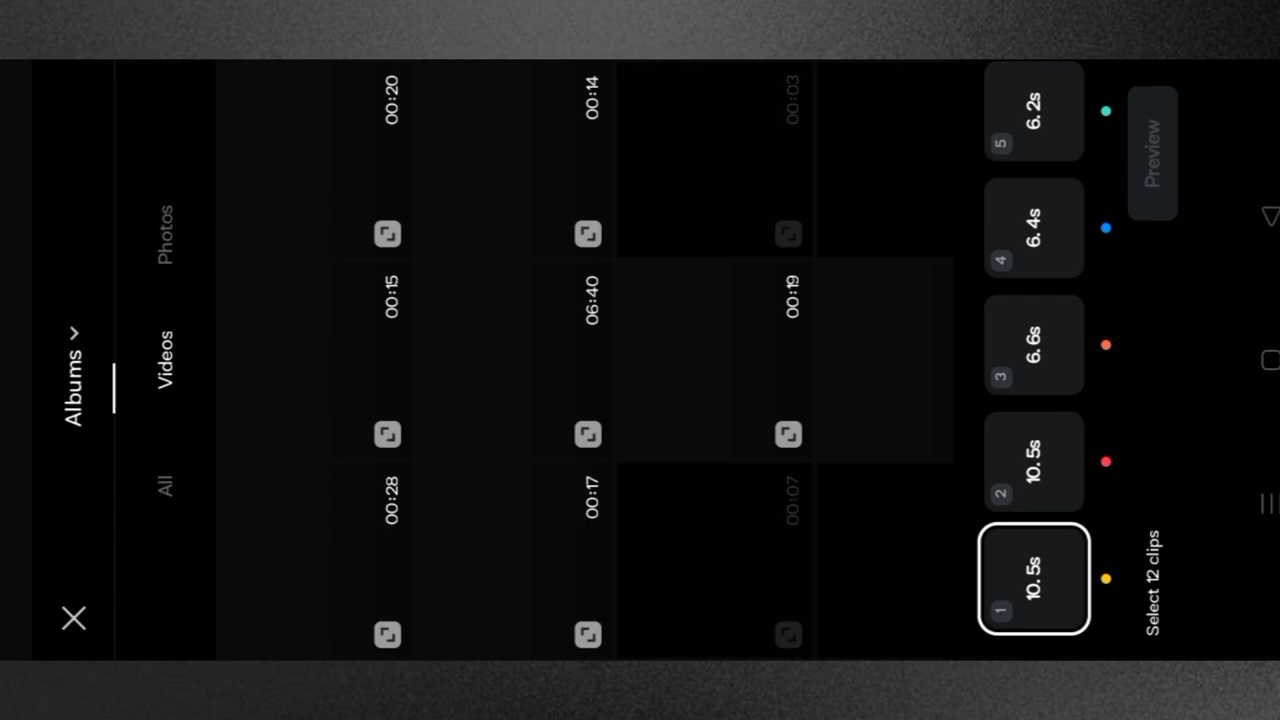 Albums
All Videos Photos
00:28 00:15 00:20
00:17 06:40 00:14
00:07 00:19 00:03
1 2 3 4 5
10.5s 10.5s 6.6s 6.4s 6.2s
Select 12 clips Preview